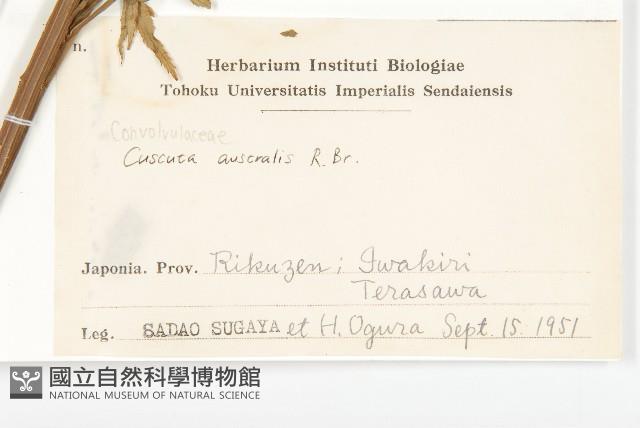 n.
Herbarium Instituti Biologiae
Tohoku Universitatis Imperialis Sendaiensis
Convolvulaceae
Cuscuta australis R. Br.
Japonia. Prov. Rikuzen; Iwakiri
Terasawa
Leg. SADAO SUGAYA et H. Ogura Sept. 15. 1951
國立自然科學博物館
NATIONAL MUSEUM OF NATURAL SCIENCE